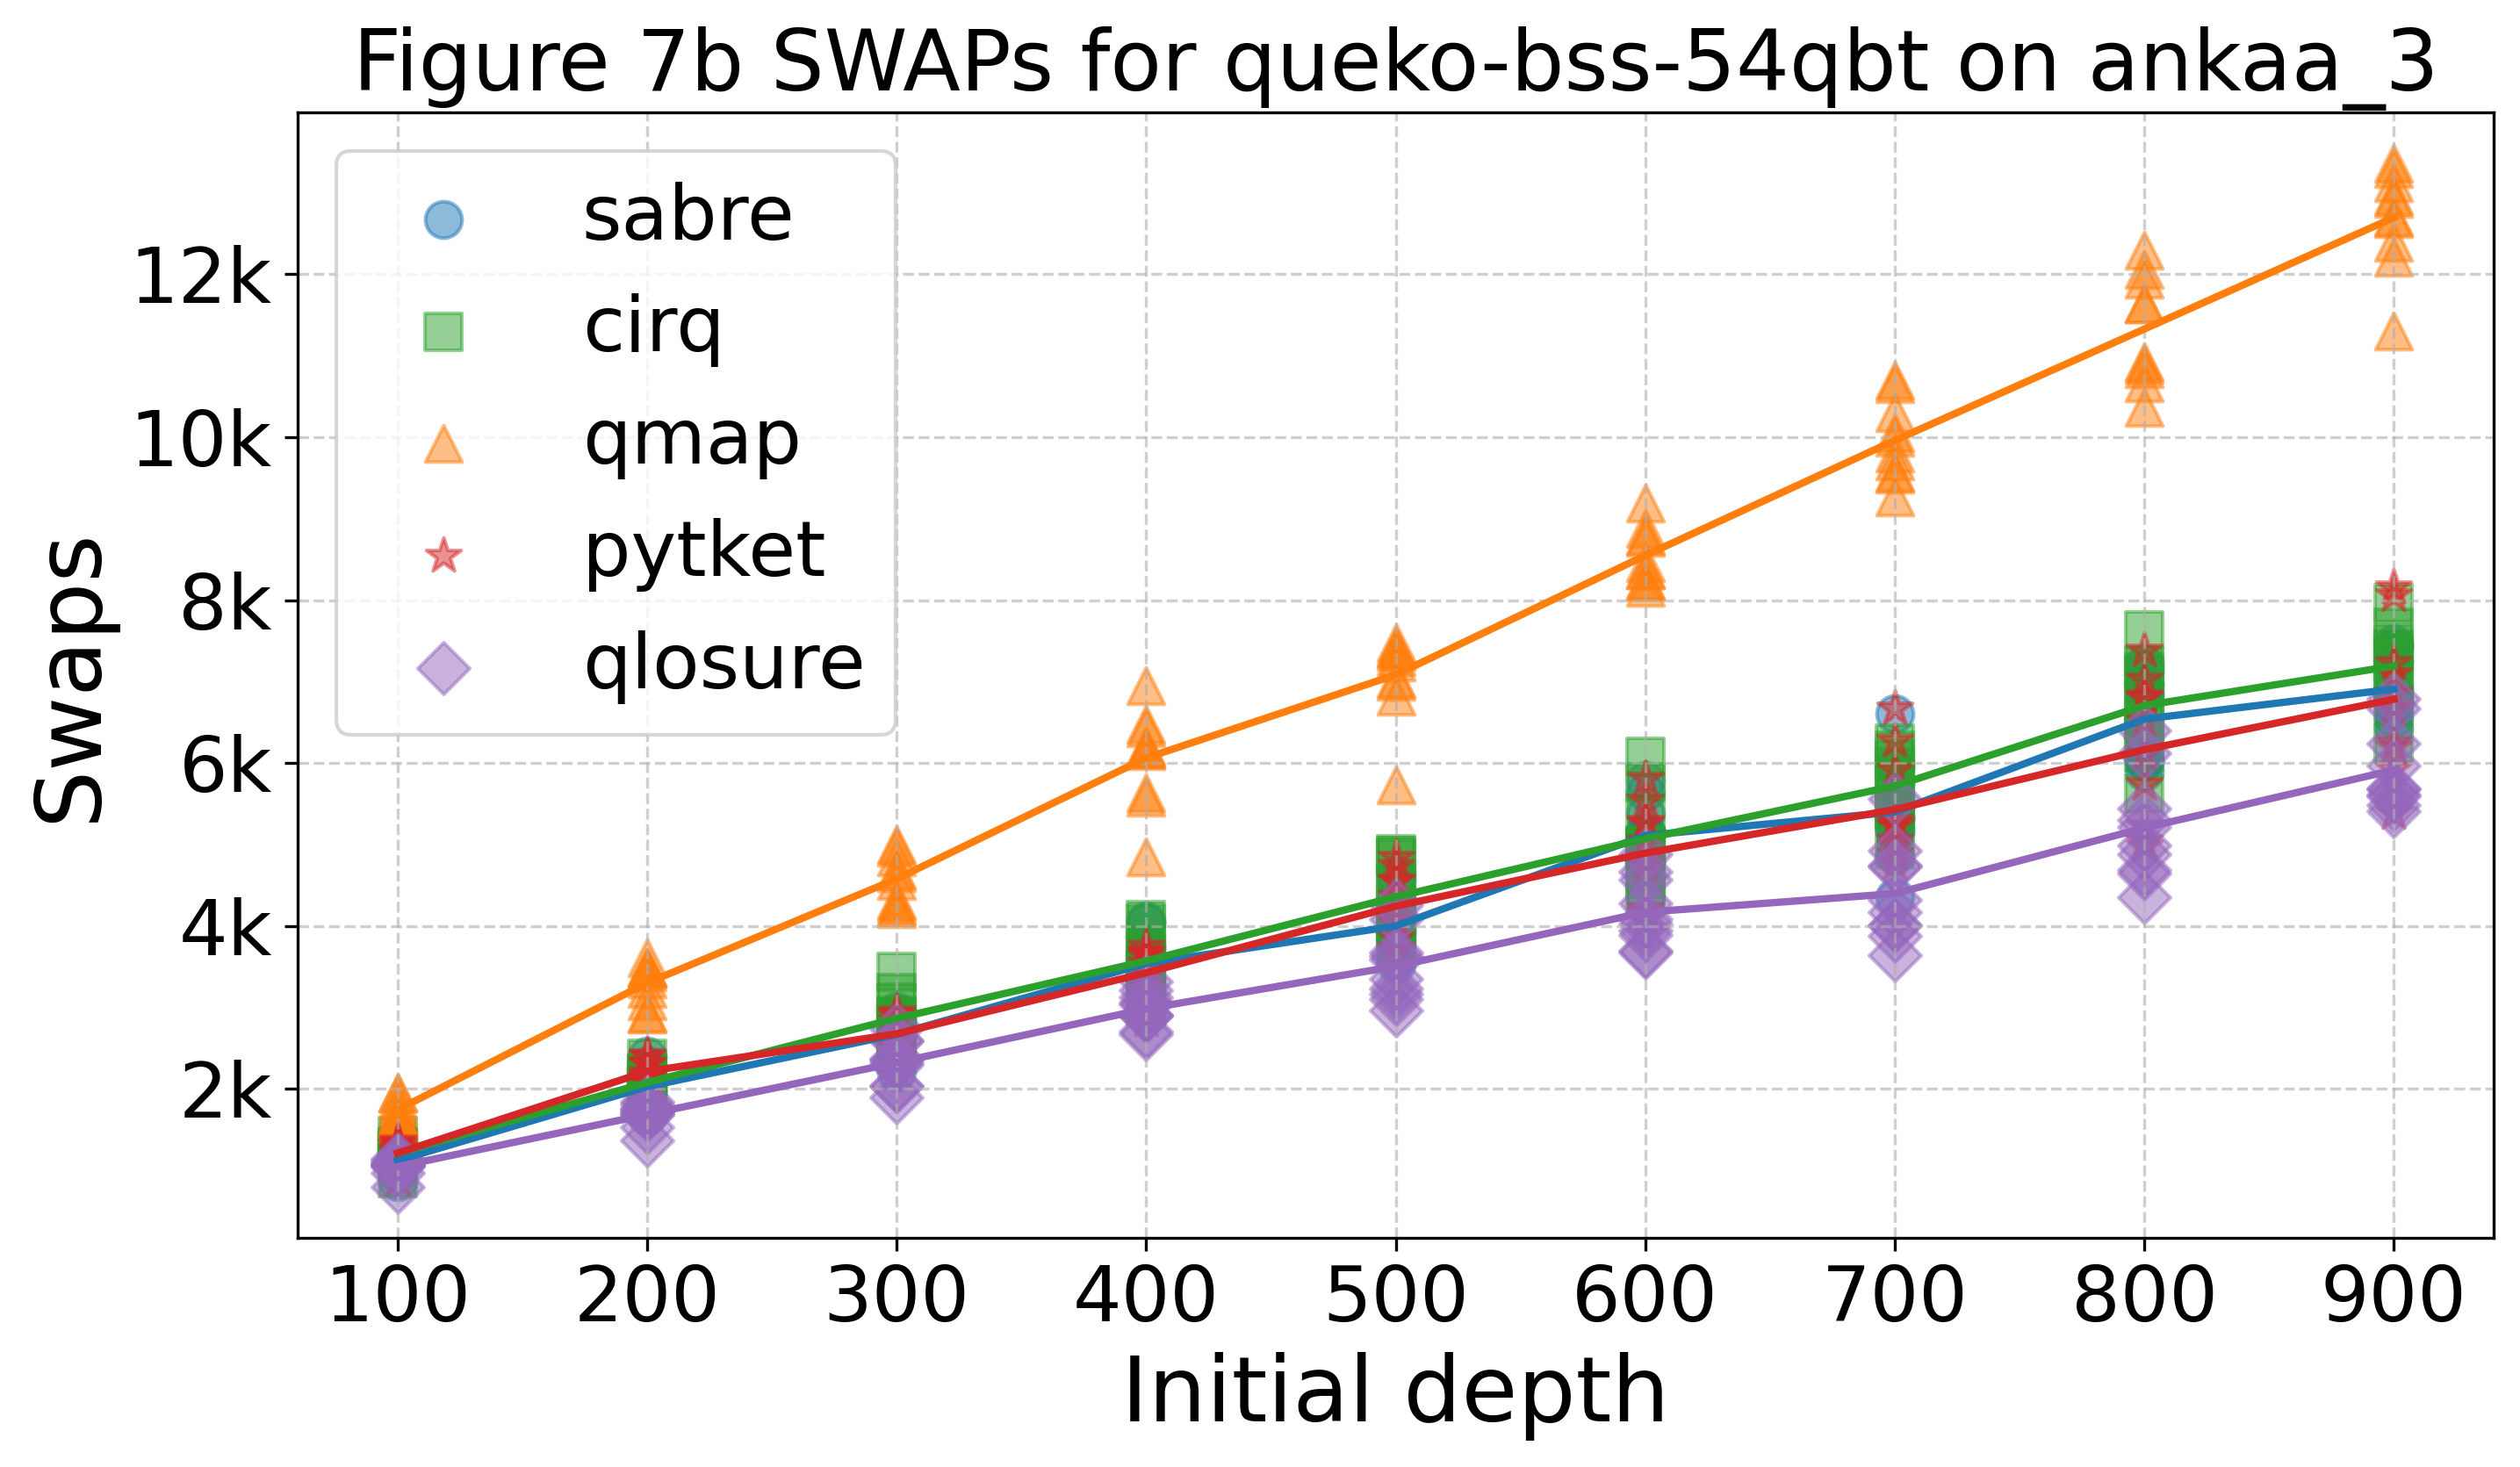 Figure 7b SWAPs for queko-bss-54qbt on ankaa_3
sabre
cirq
qmap
pytket
qlosure
Swaps
12k
10k
8k
6k
4k
2k
100 200 300 400 500 600 700 800 900
Initial depth